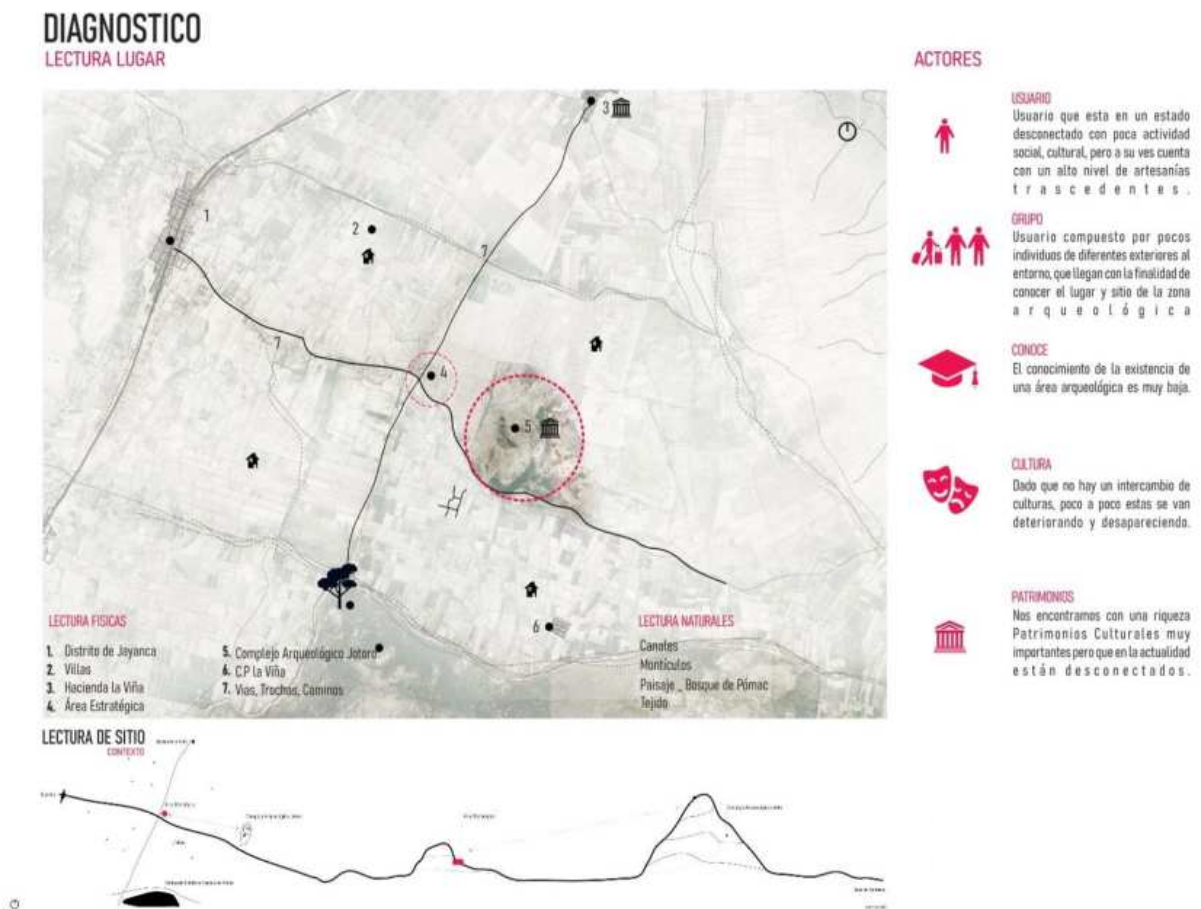 DIAGNOSTICO
LECTURA LUGAR
3
1
2
7
7
4
5
6
LECTURA FISICAS
1. Distrito de Jayanca
2. Villas
3. Hacienda la Viña
4. Área Estratégica
5. Complejo Arqueológico Jotoro
6. C.P la Viña
7. Vías, Trochas, Caminos
LECTURA NATURALES
Canales
Montículos
Paisaje _ Bosque de Pómac
Tejido
ACTORES
USUARIO
Usuario que esta en un estado
desconectado con poca actividad
social, cultural, pero a su ves cuenta
con un alto nivel de artesanías
trascedentes.
GRUPO
Usuario compuesto por pocos
individuos de diferentes exteriores al
entorno, que llegan con la finalidad de
conocer el lugar y sitio de la zona
arqueológica
CONOCE
El conocimiento de la existencia de
una área arqueológica es muy baja.
CULTURA
Dado que no hay un intercambio de
culturas, poco a poco estas se van
deteriorando y desapareciendo.
PATRIMONIOS
Nos encontramos con una riqueza
Patrimonios Culturales muy
importantes pero que en la actualidad
están desconectados.
LECTURA DE SITIO
CONTEXTO